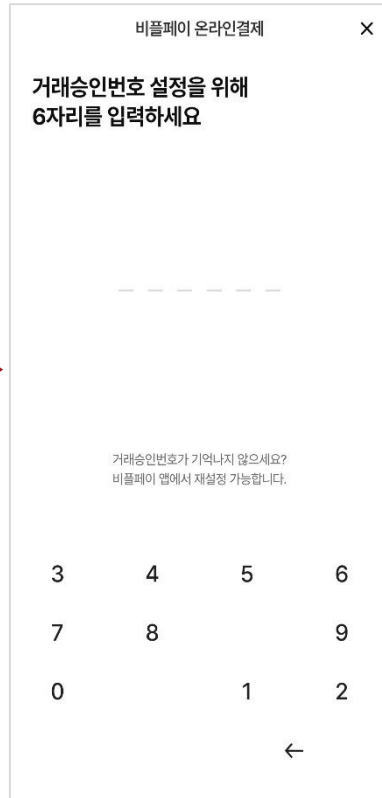 비플페이 온라인결제 ×
거래승인번호 설정을 위해
6자리를 입력하세요
거래승인번호가 기억나지 않으세요?
비플페이 앱에서 재설정 가능합니다.
3 4 5 6
7 8 9
0 1 2
←